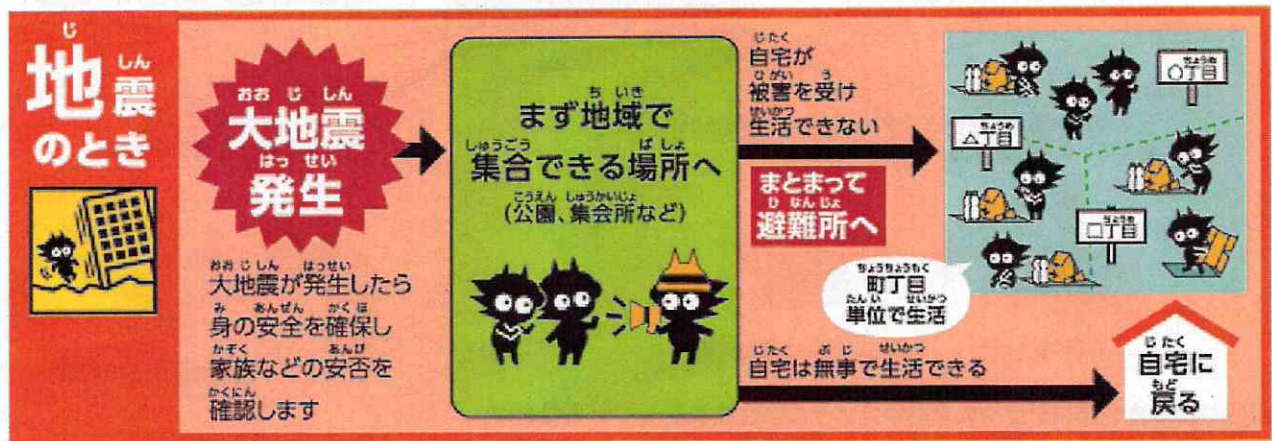 地震
のとき
大地震
発生
大地震が発生したら
身の安全を確保し
家族などの安否を
確認します
まず地域で
集合できる場所へ
(公園、集会所など)
自宅が
被害を受け
生活できない
まとまって
避難所へ
〇丁目
△丁目
□丁目
町丁目
単位で生活
自宅は無事で生活できる
自宅に
戻る